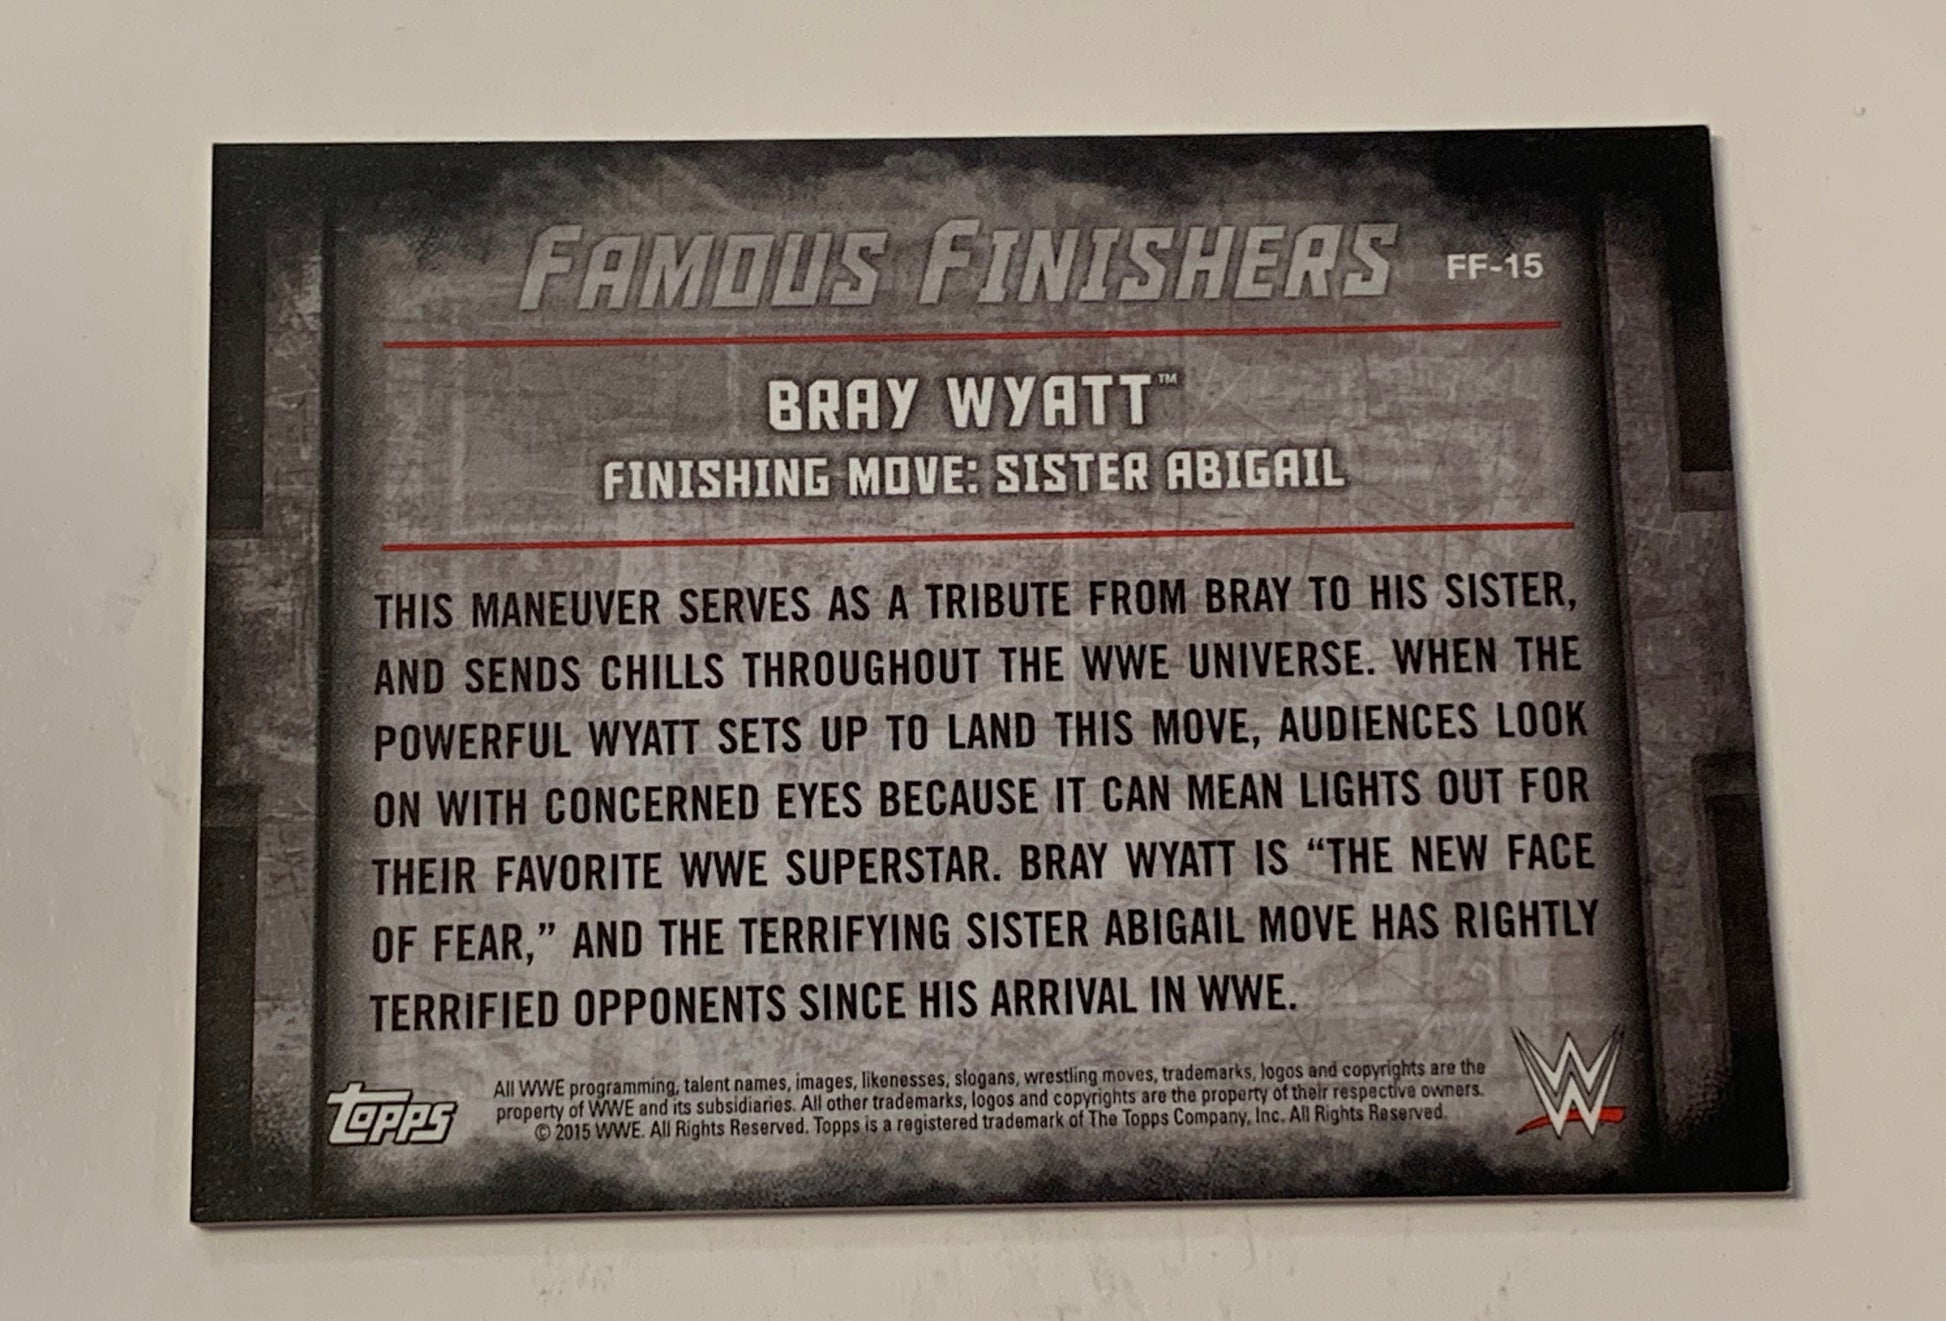 FAMOUS FINISHERS FF-15
BRAY WYATT™
FINISHING MOVE: SISTER ABIGAIL
THIS MANEUVER SERVES AS A TRIBUTE FROM BRAY TO HIS SISTER,
AND SENDS CHILLS THROUGHOUT THE WWE UNIVERSE. WHEN THE
POWERFUL WYATT SETS UP TO LAND THIS MOVE, AUDIENCES LOOK
ON WITH CONCERNED EYES BECAUSE IT CAN MEAN LIGHTS OUT FOR
THEIR FAVORITE WWE SUPERSTAR. BRAY WYATT IS “THE NEW FACE
OF FEAR,” AND THE TERRIFYING SISTER ABIGAIL MOVE HAS RIGHTLY
TERRIFIED OPPONENTS SINCE HIS ARRIVAL IN WWE.
topps
All WWE programming, talent names, images, likenesses, slogans, wrestling moves, trademarks, logos and copyrights are the
property of WWE and its subsidiaries. All other trademarks, logos and copyrights are the property of their respective owners.
© 2015 WWE. All Rights Reserved. Topps is a registered trademark of The Topps Company, Inc. All Rights Reserved.
W